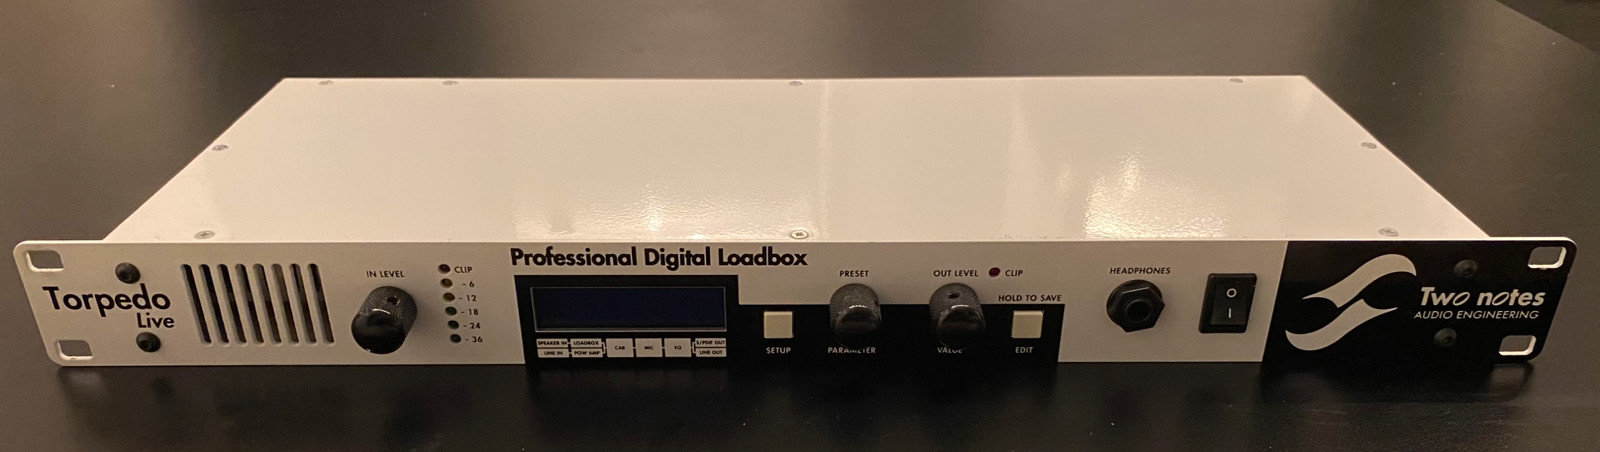 Professional Digital Loadbox
Torpedo
Live
IN LEVEL
CLIP
- 6
- 12
- 18
- 24
- 36
SPEAKER IN
LOADBOX
LINE IN
POW AMP
CAB
MIC
EQ
S/PDIF OUT
LINE OUT
SETUP
PRESET
PARAMETER
OUT LEVEL
CLIP
VALUE
HOLD TO SAVE
EDIT
HEADPHONES
O
I
Two notes
AUDIO ENGINEERING